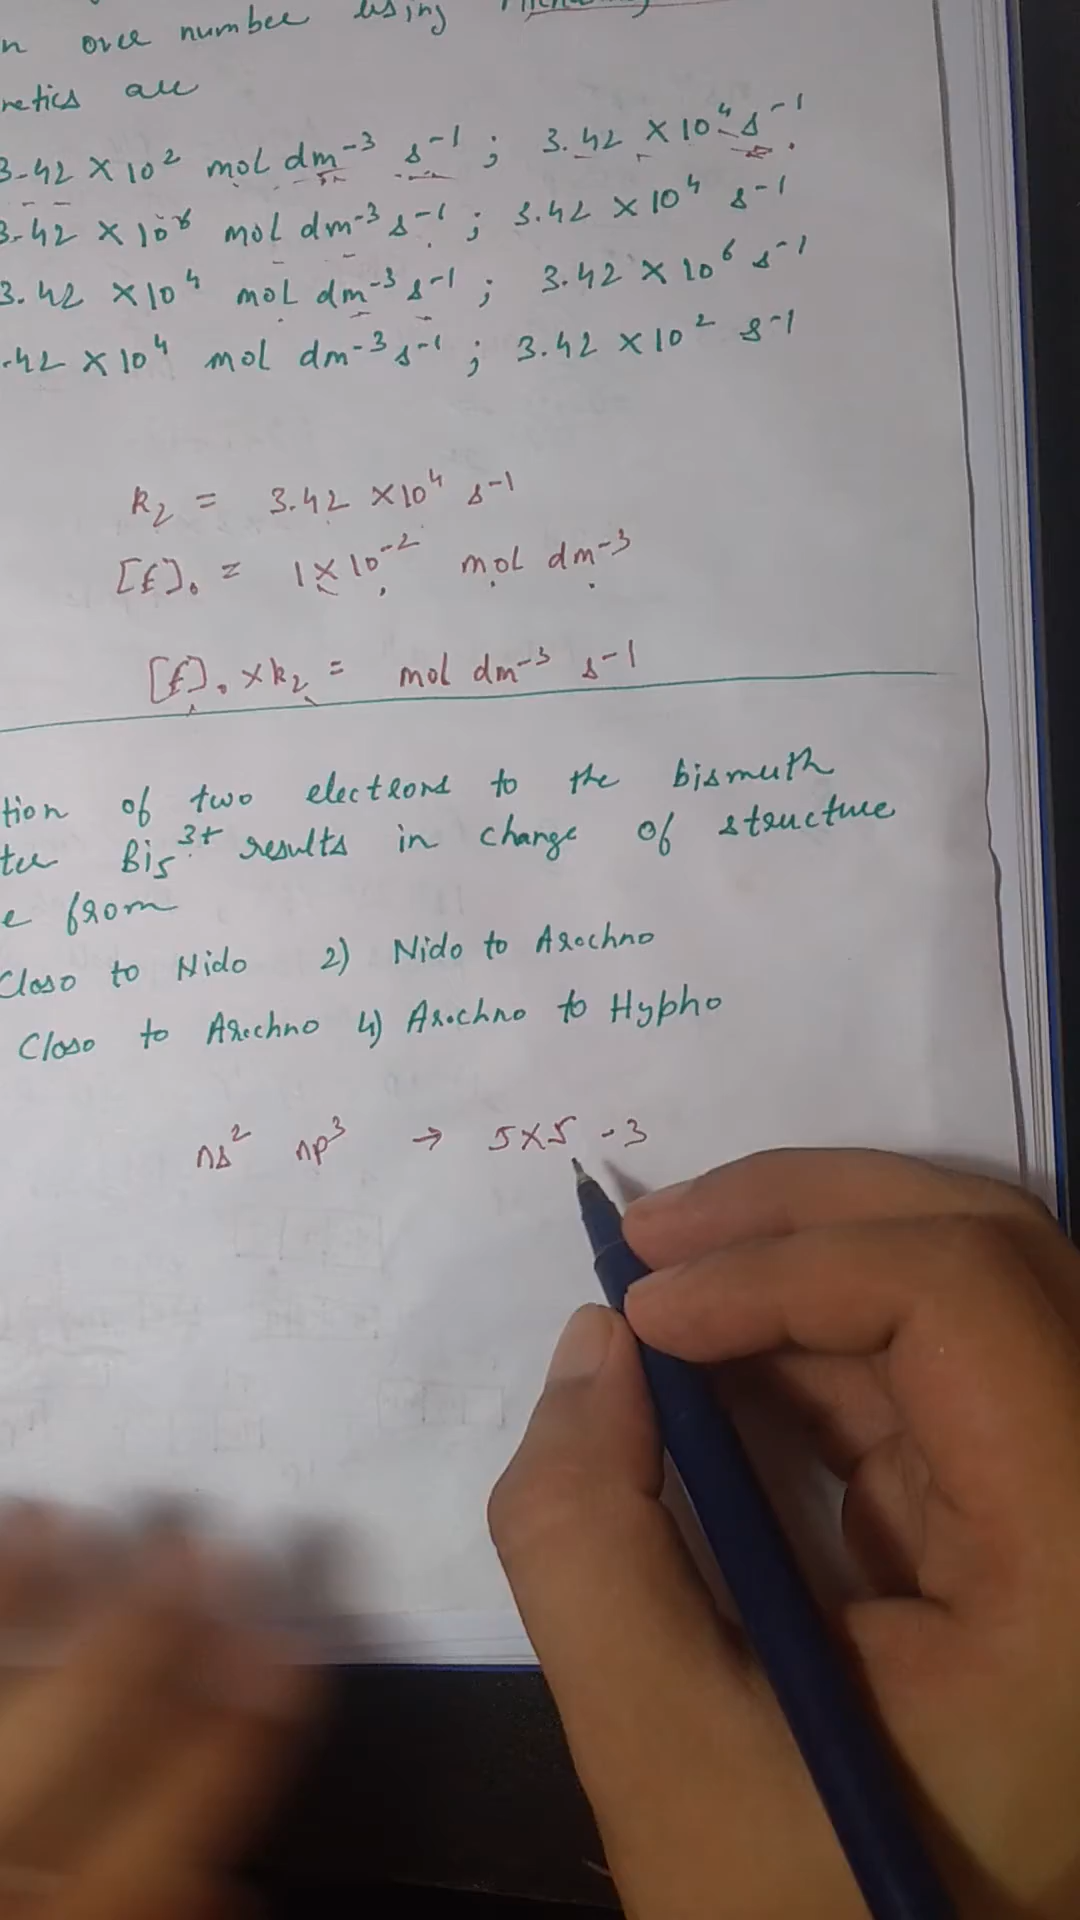 n over number using
netics are
3.42 × 10² mol dm⁻³ s⁻¹ ; 3.42 × 10⁴ s⁻¹
3.42 × 10⁸ mol dm⁻³ s⁻¹ ; 3.42 × 10⁴ s⁻¹
3.42 × 10⁴ mol dm⁻³ s⁻¹ ; 3.42 × 10⁶ s⁻¹
.42 × 10⁴ mol dm⁻³ s⁻¹ ; 3.42 × 10² s⁻¹
k₂ = 3.42 × 10⁴ s⁻¹
[E]₀ = 1 × 10⁻² mol dm⁻³
[E]₀ × k₂ = mol dm⁻³ s⁻¹
tion of two electrons to the bismuth
ter Bi₅³⁺ results in change of structure
e from
Closo to Nido 2) Nido to Arachno
Closo to Arachno 4) Arachno to Hypho
ns² np³ → 5×5 -3